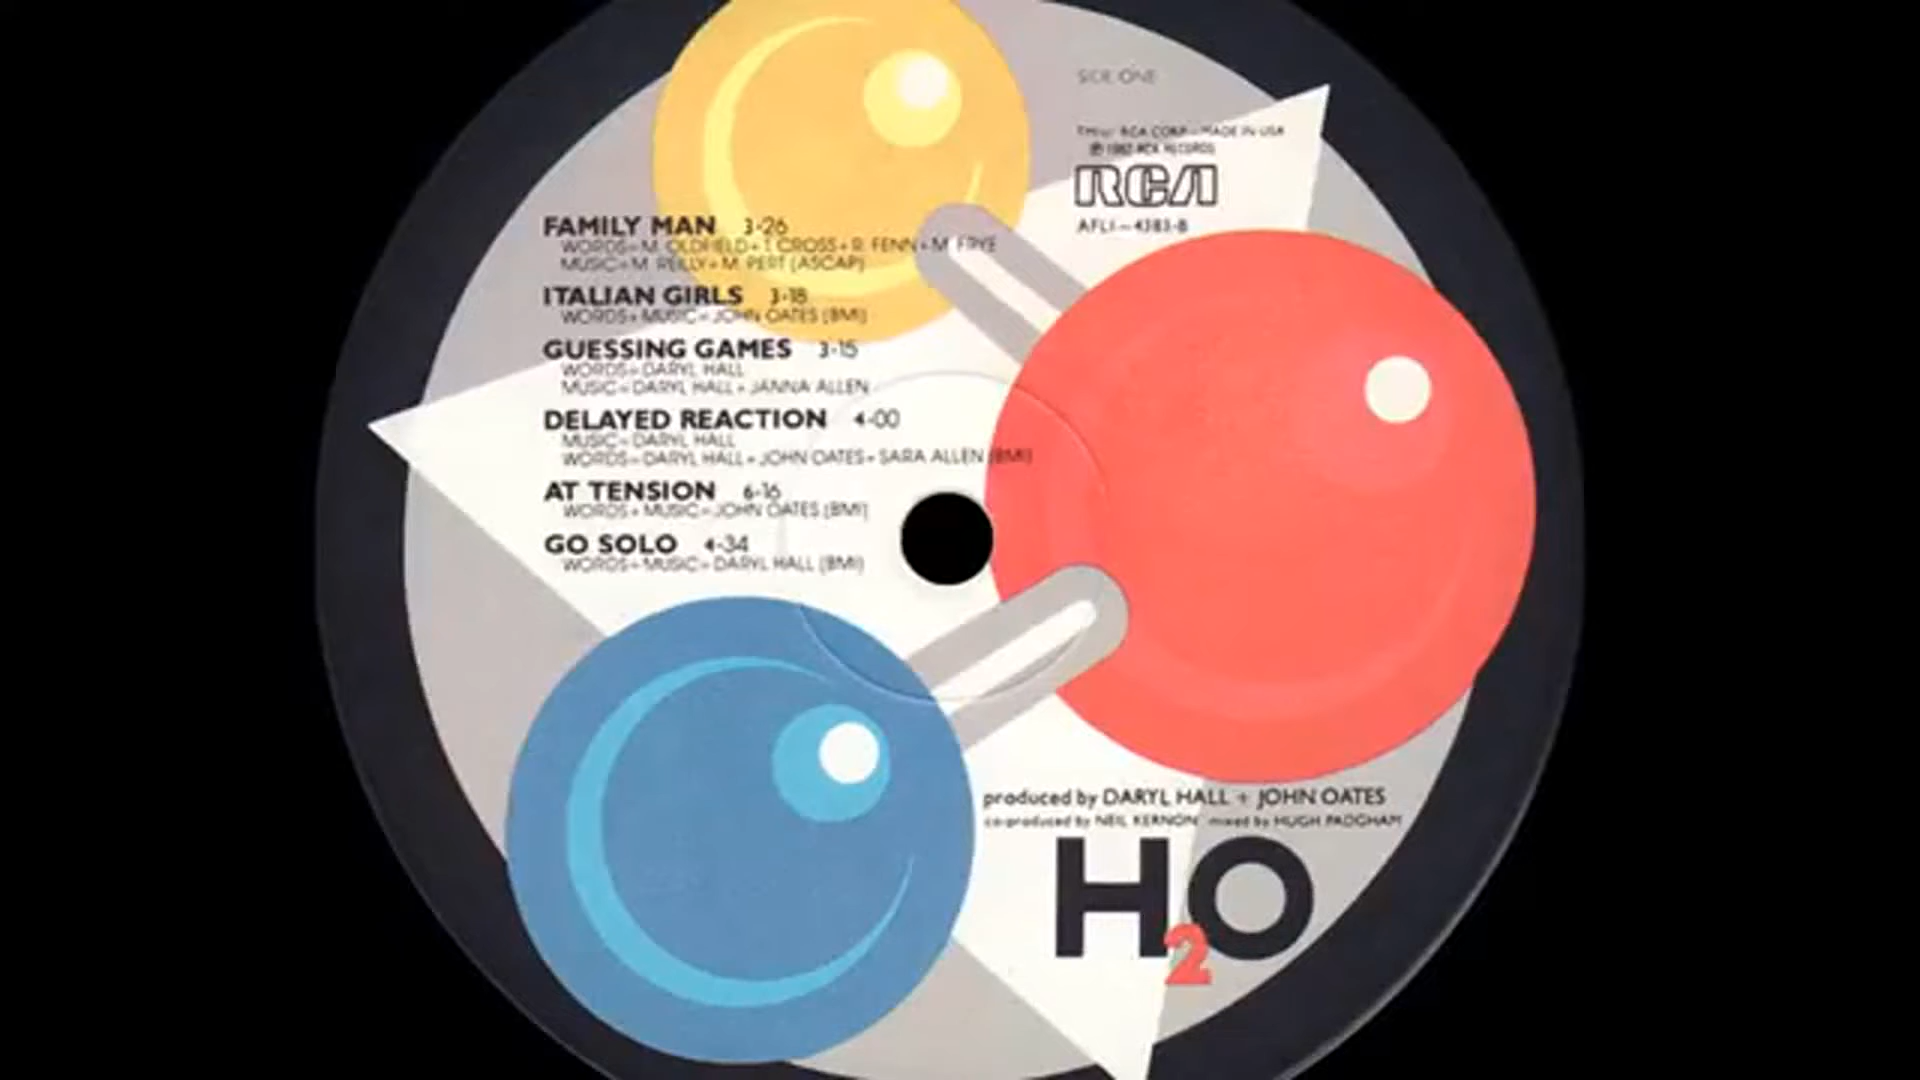 SIDE ONE
RCA CORP - MADE IN USA
℗ 1982 RCA RECORDS
RCA
AFL1-4383-B
FAMILY MAN 3-26
WORDS=M. OLDFIELD+T. CROSS+R. FENN+M. FRYE
MUSIC=M. REILLY+M. PERT (ASCAP)
ITALIAN GIRLS 3-18
WORDS+MUSIC=JOHN OATES (BMI)
GUESSING GAMES 3-15
WORDS=DARYL HALL
MUSIC=DARYL HALL+JANNA ALLEN
DELAYED REACTION 4-00
MUSIC=DARYL HALL
WORDS=DARYL HALL+JOHN OATES+SARA ALLEN (BMI)
AT TENSION 6-16
WORDS+MUSIC=JOHN OATES (BMI)
GO SOLO 4-34
WORDS+MUSIC=DARYL HALL (BMI)
produced by DARYL HALL + JOHN OATES
co-produced by NEIL KERNON mixed by HUGH PADGHAM
H2O